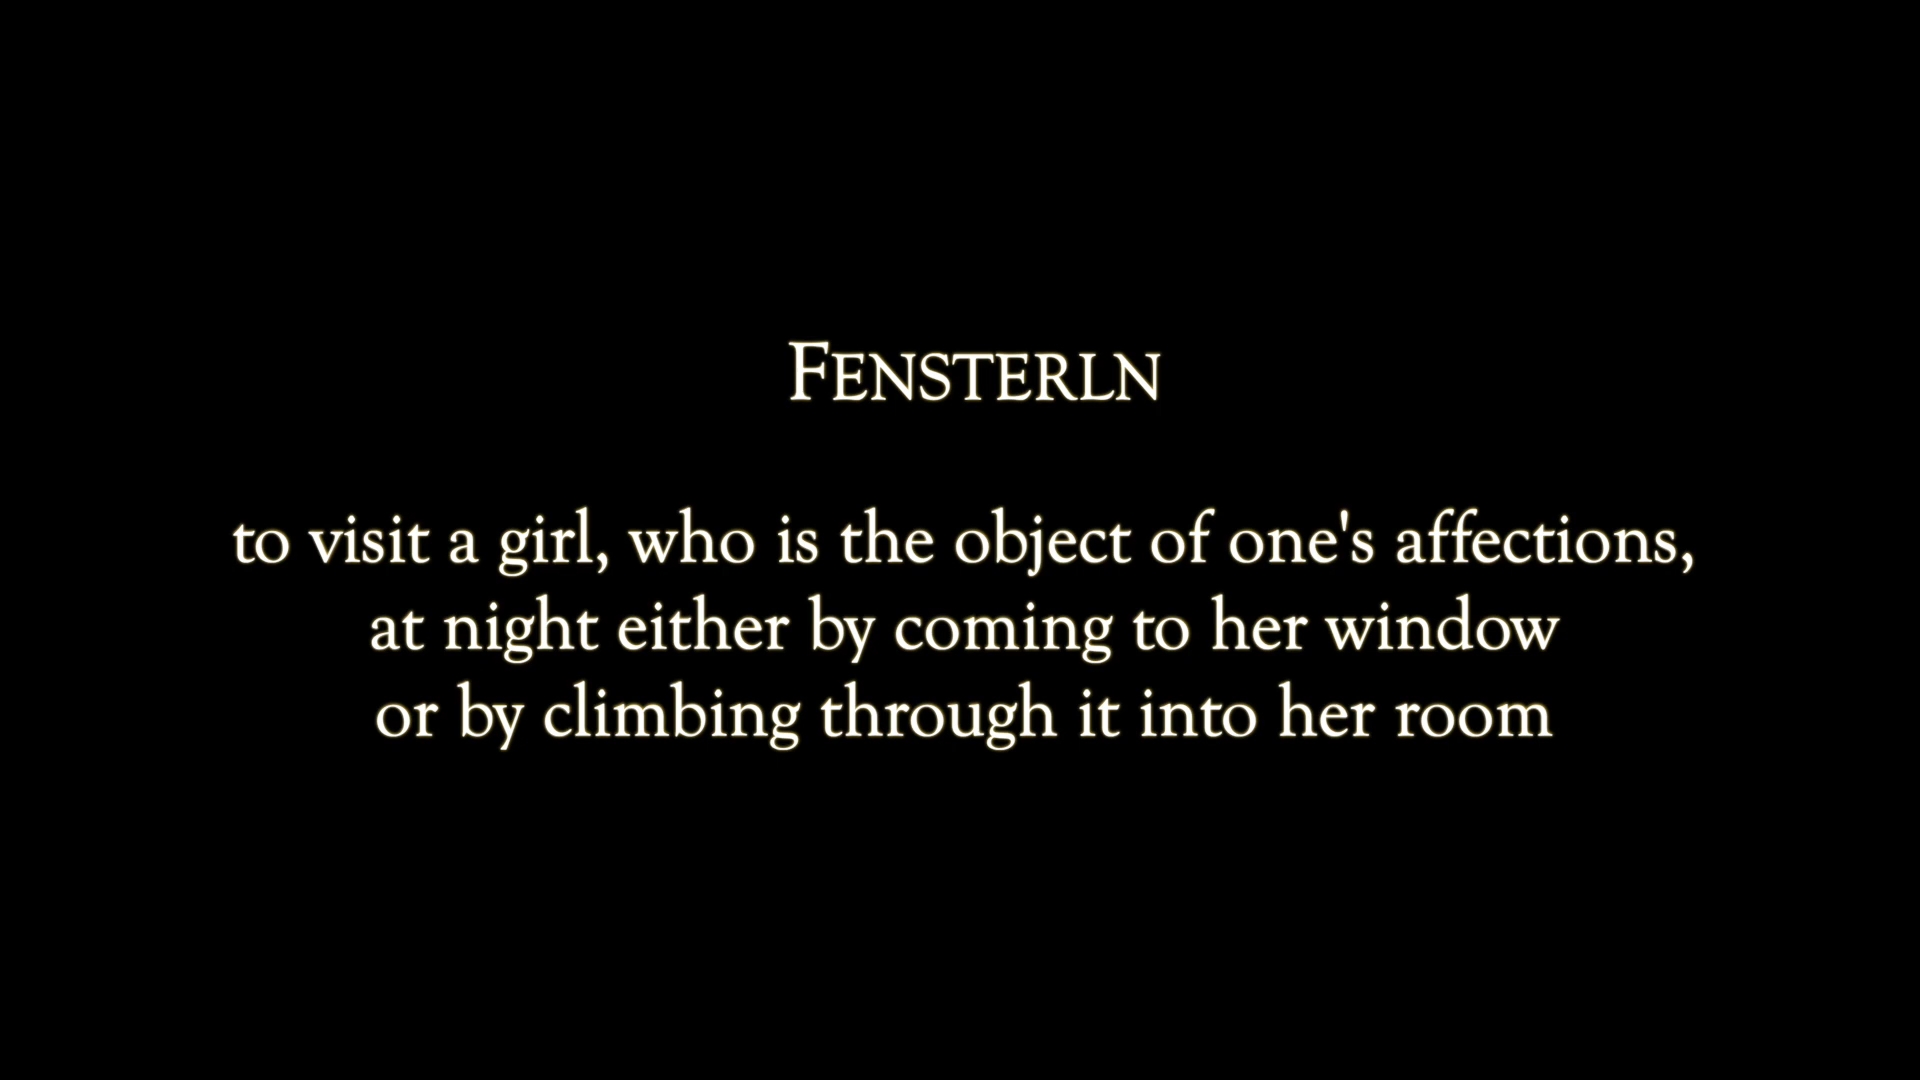 FENSTERLN
to visit a girl, who is the object of one's affections,
at night either by coming to her window
or by climbing through it into her room